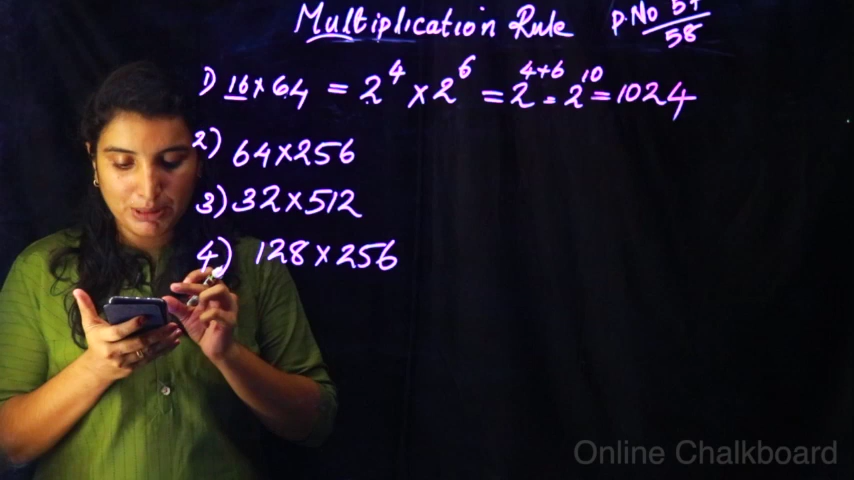 Multiplication Rule P.No 57/58
1) 16×64 = 2^4 × 2^6 = 2^4+6 = 2^10 = 1024
2) 64×256
3) 32×512
4) 128×256
Online Chalkboard